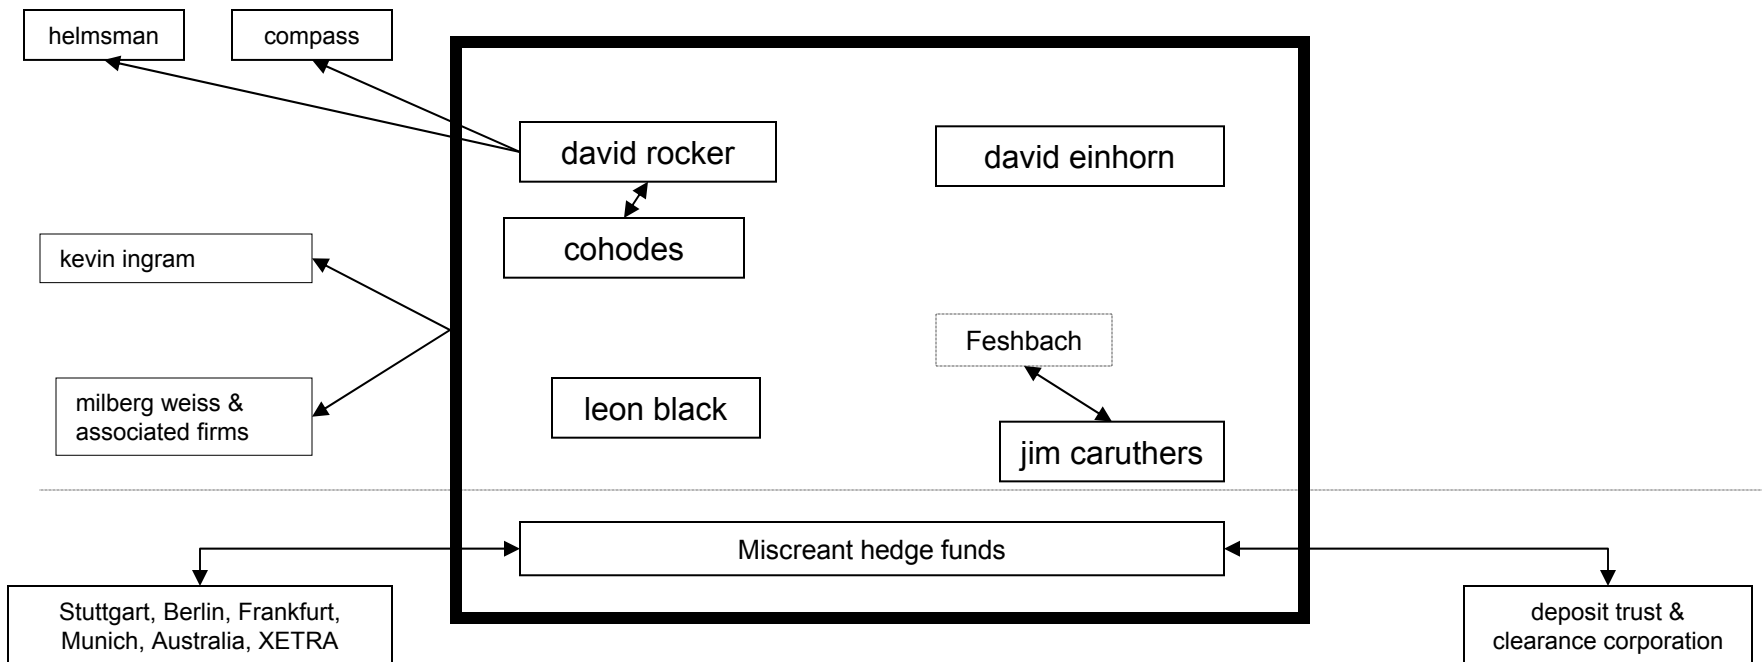 helmsman
compass
david rocker
david einhorn
cohodes
kevin ingram
Feshbach
milberg weiss &
associated firms
leon black
jim caruthers
Miscreant hedge funds
Stuttgart, Berlin, Frankfurt,
Munich, Australia, XETRA
deposit trust &
clearance corporation